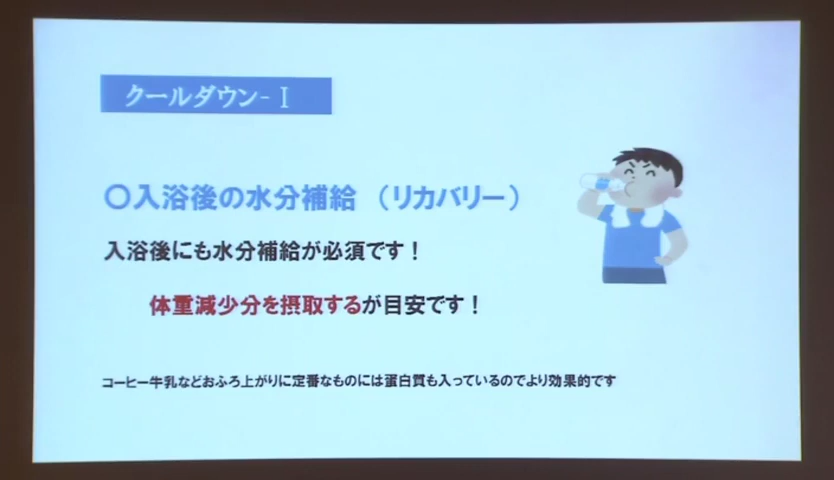 クールダウン-Ⅰ
〇入浴後の水分補給 （リカバリー）
入浴後にも水分補給が必須です！
体重減少分を摂取するが目安です！
コーヒー牛乳などおふろ上がりに定番なものには蛋白質も入っているのでより効果的です